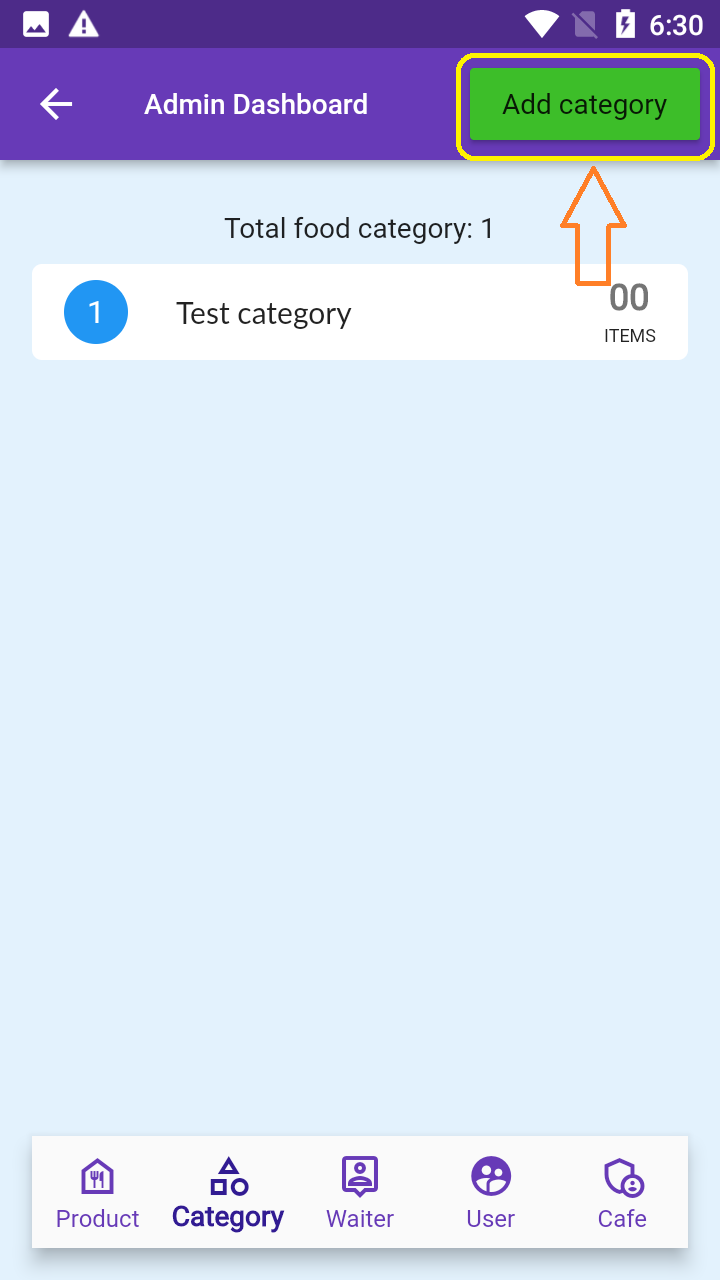 6:30
Admin Dashboard
Add category
Total food category: 1
1
Test category
00
ITEMS
Product
Category
Waiter
User
Cafe